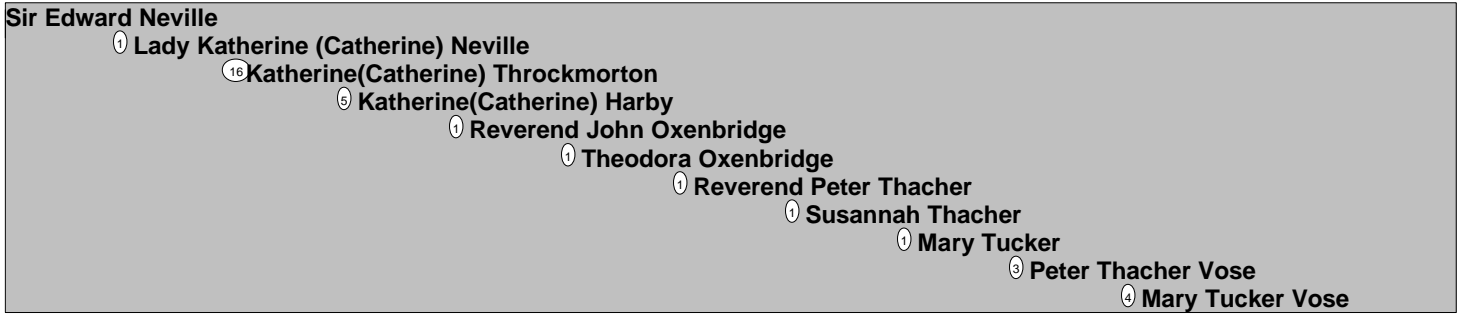 Sir Edward Neville
1 Lady Katherine (Catherine) Neville
16 Katherine(Catherine) Throckmorton
5 Katherine(Catherine) Harby
1 Reverend John Oxenbridge
1 Theodora Oxenbridge
1 Reverend Peter Thacher
1 Susannah Thacher
1 Mary Tucker
3 Peter Thacher Vose
4 Mary Tucker Vose